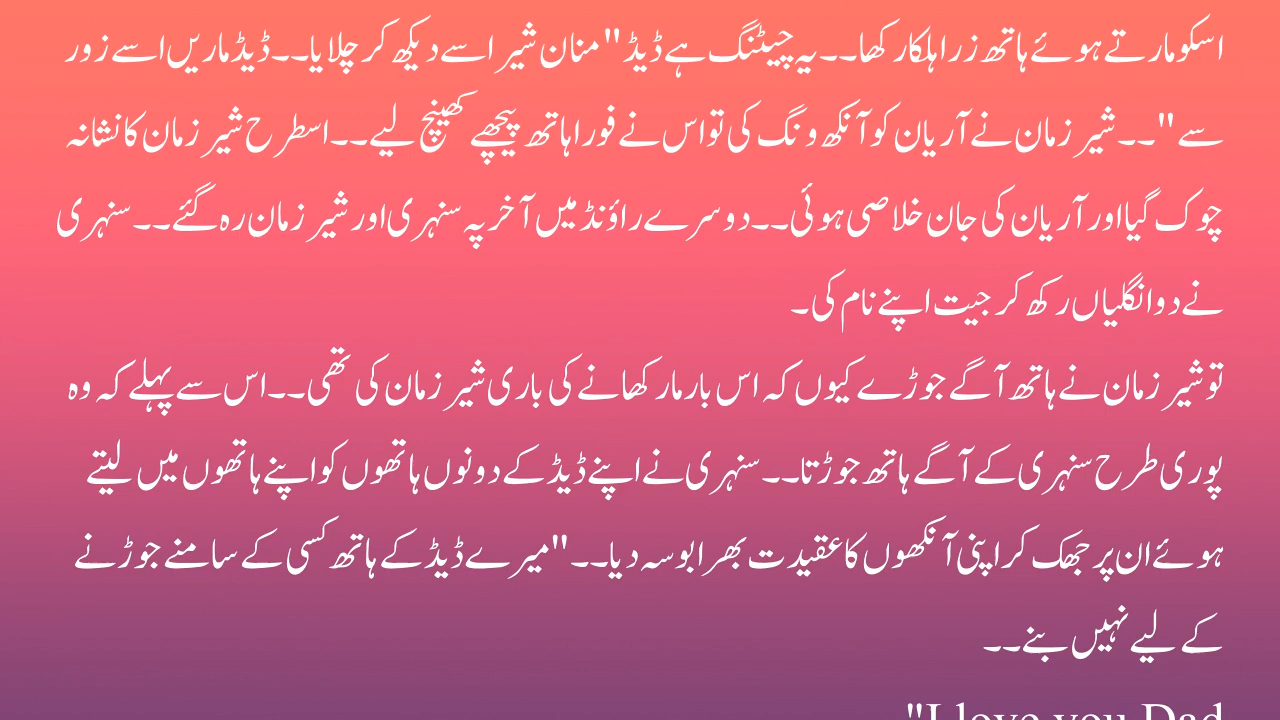 اسکو مارتے ہوئے ہاتھ زرا ہلکا رکھا۔۔یہ چیٹنگ ہے ڈیڈ" منان شیر اسے دیکھ کر چلایا۔۔ڈیڈ ماریں اسے زور
سے"۔۔شیر زمان نے آریان کو آنکھ ونگ کی تو اس نے فورا ہاتھ پیچھے کھینچ لیے۔۔اسطرح شیر زمان کا نشانہ
چوک گیا اور آریان کی جان خلاصی ہوئی۔۔دوسرے راؤنڈ میں آخر پہ سنہری اور شیر زمان رہ گئے۔۔سنہری
نے دو انگلیاں رکھ کر جیت اپنے نام کی۔
تو شیر زمان نے ہاتھ آگے جوڑے کیوں کہ اس بار مار کھانے کی باری شیر زمان کی تھی۔۔اس سے پہلے کہ وہ
پوری طرح سنہری کے آگے ہاتھ جوڑتا۔۔سنہری نے اپنے ڈیڈ کے دونوں ہاتھوں کو اپنے ہاتھوں میں لیتے
ہوئے ان پر جھک کر اپنی آنکھوں کا عقیدت بھرا بوسہ دیا۔۔"میرے ڈیڈ کے ہاتھ کسی کے سامنے جوڑنے
کے لیے نہیں بنے۔۔
"I love you Dad